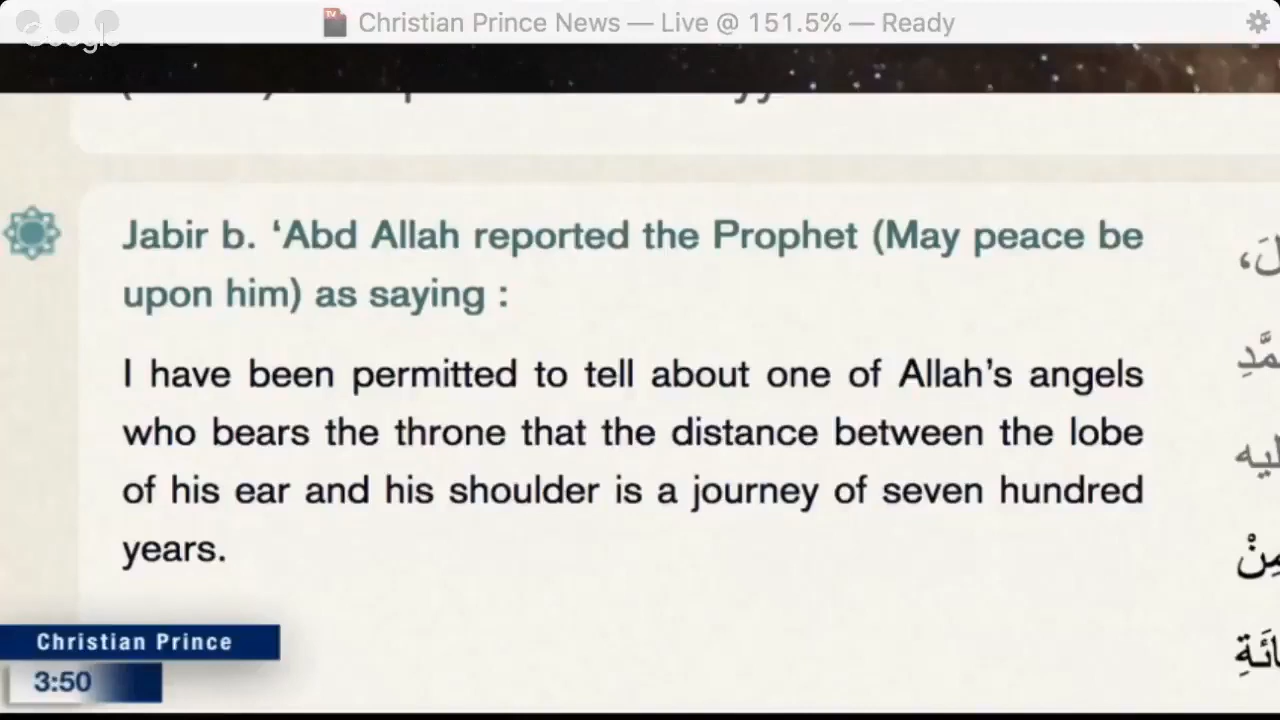 Christian Prince News — Live @ 151.5% — Ready
Google
Jabir b. ‘Abd Allah reported the Prophet (May peace be
upon him) as saying :
I have been permitted to tell about one of Allah’s angels
who bears the throne that the distance between the lobe
of his ear and his shoulder is a journey of seven hundred
years.
Christian Prince
3:50